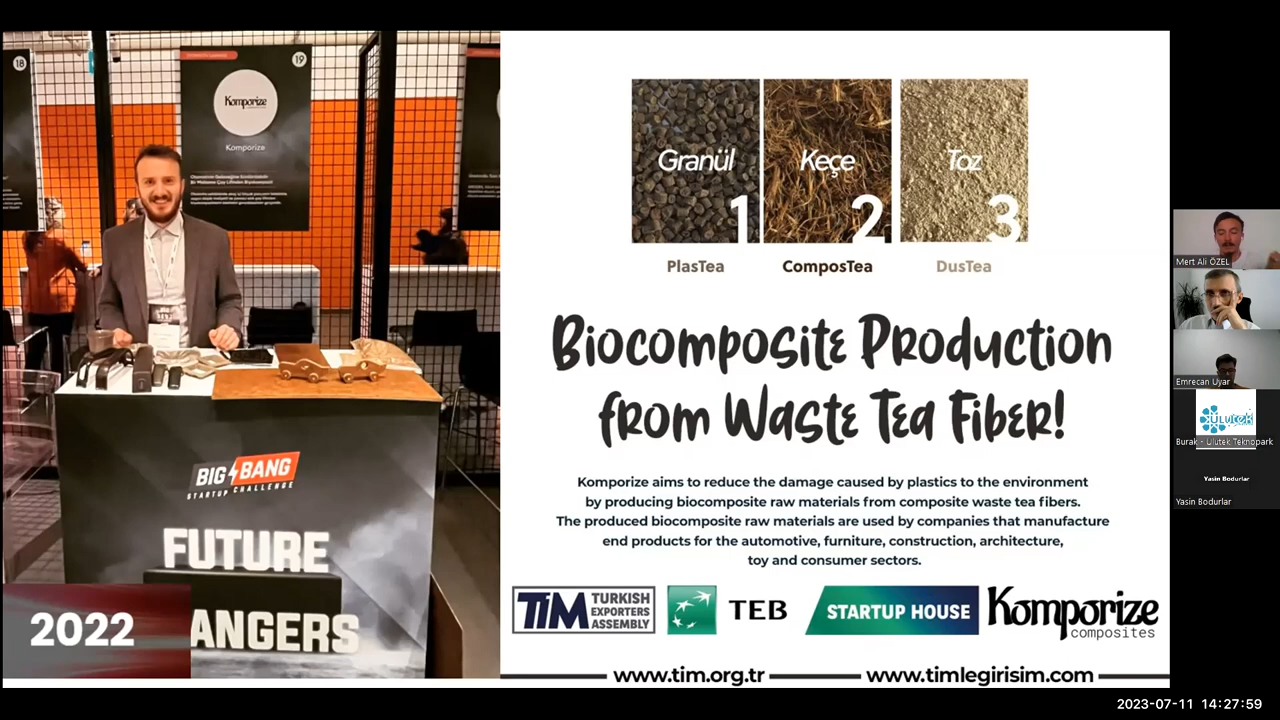 18
19
Komporize
Komporize
BIG BANG
STARTUP CHALLENGE
FUTURE
ANGERS
2022
Granül
1
Keçe
2
Toz
3
PlasTea
ComposTea
DusTea
Biocomposite Production
from Waste Tea Fiber!
Komporize aims to reduce the damage caused by plastics to the environment
by producing biocomposite raw materials from composite waste tea fibers.
The produced biocomposite raw materials are used by companies that manufacture
end products for the automotive, furniture, construction, architecture,
toy and consumer sectors.
TİM TURKISH
EXPORTERS
ASSEMBLY
TEB
STARTUP HOUSE
Komporize
composites
www.tim.org.tr
www.timlegirisim.com
Mert Ali ÖZEL
Emrecan Uyar
ULUTEK
Burak - Ulutek Teknopark
Yasin Bodurlar
Yasin Bodurlar
2023-07-11 14:27:59